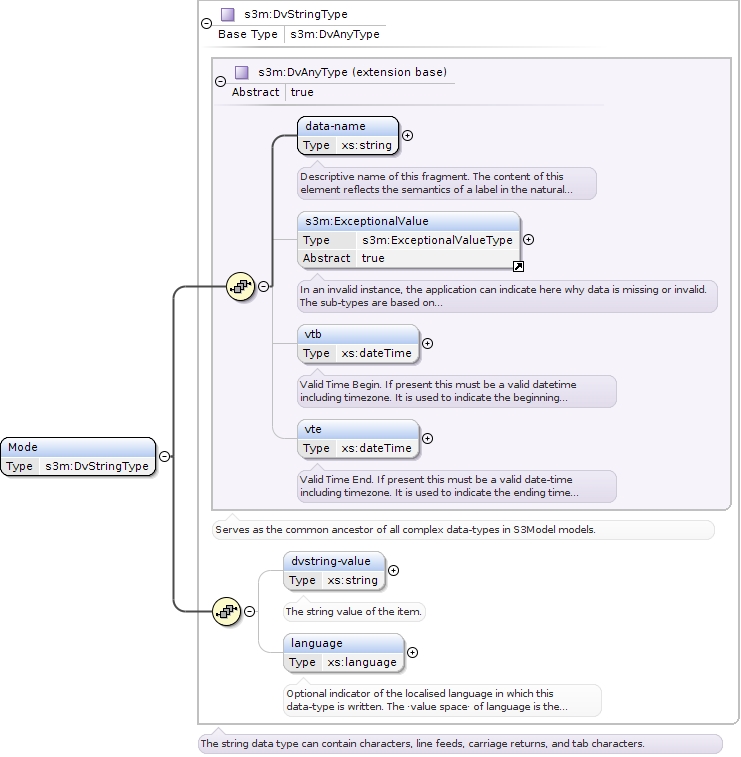 s3m:DvStringType
Base Type s3m:DvAnyType
s3m:DvAnyType (extension base)
Abstract true
data-name
Type xs:string
Descriptive name of this fragment. The content of this
element reflects the semantics of a label in the natural...
s3m:ExceptionalValue
Type s3m:ExceptionalValueType
Abstract true
In an invalid instance, the application can indicate here why data is missing or invalid.
The sub-types are based on...
vtb
Type xs:dateTime
Valid Time Begin. If present this must be a valid datetime
including timezone. It is used to indicate the beginning...
vte
Type xs:dateTime
Valid Time End. If present this must be a valid date-time
including timezone. It is used to indicate the ending time...
Mode
Type s3m:DvStringType
Serves as the common ancestor of all complex data-types in S3Model models.
dvstring-value
Type xs:string
The string value of the item.
language
Type xs:language
Optional indicator of the localised language in which this
data-type is written. The ·value space· of language is the...
The string data type can contain characters, line feeds, carriage returns, and tab characters.